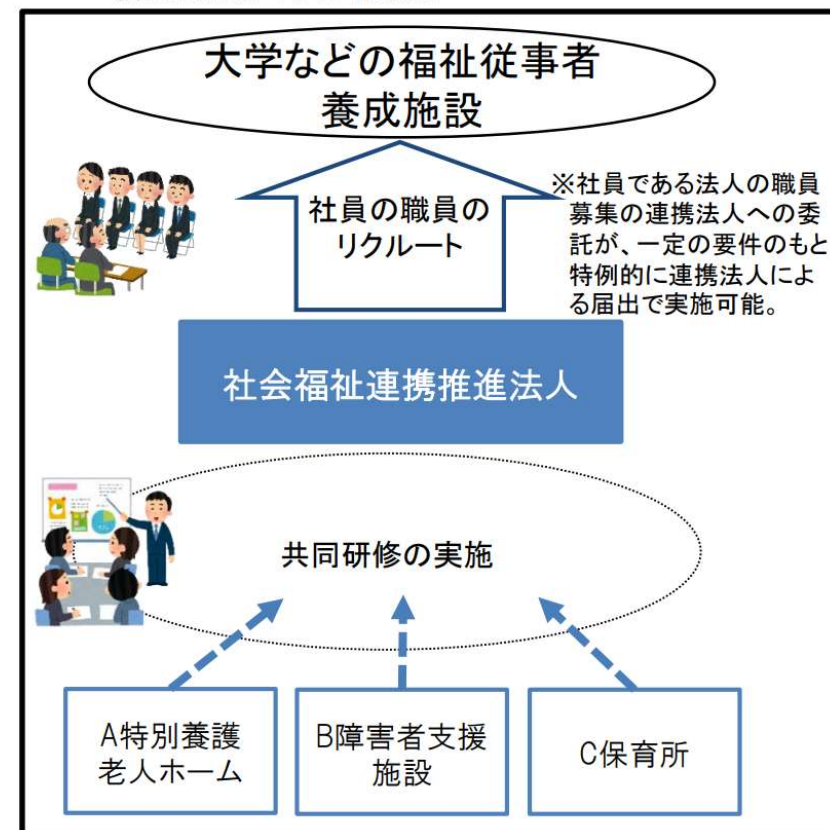 大学などの福祉従事者
養成施設
社員の職員の
リクルート
※社員である法人の職員
募集の連携法人への委
託が、一定の要件のもと
特例的に連携法人によ
る届出で実施可能。
社会福祉連携推進法人
共同研修の実施
A特別養護
老人ホーム
B障害者支援
施設
C保育所